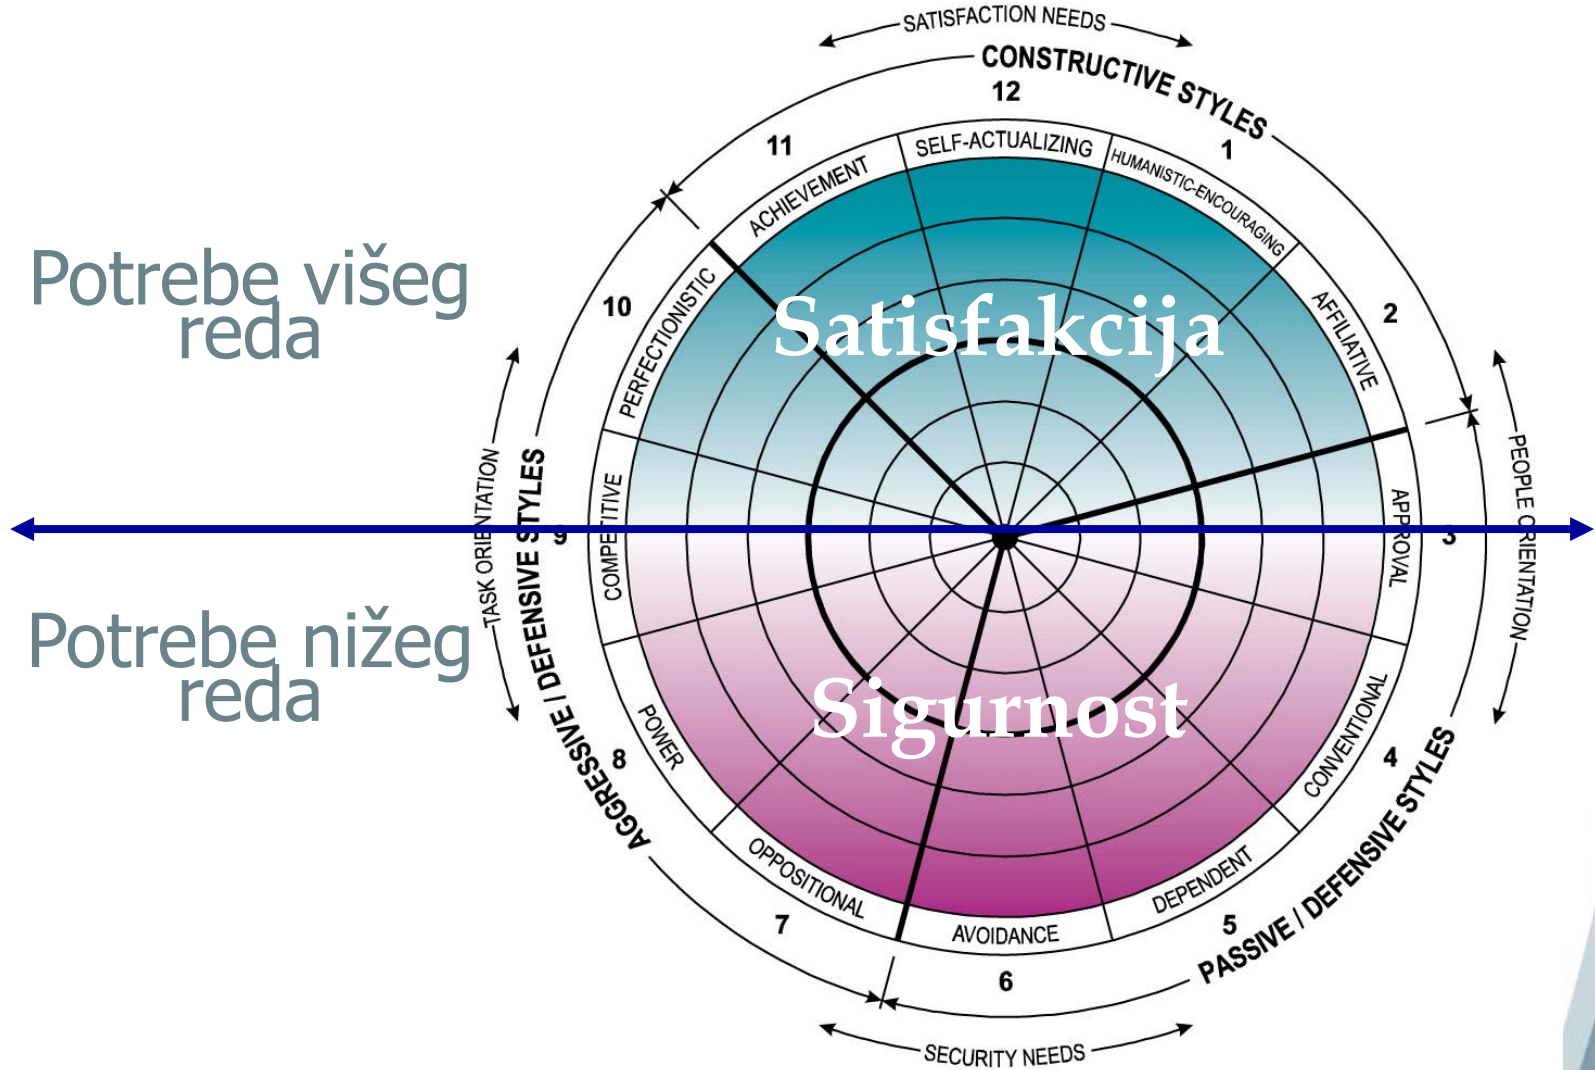 SATISFACTION NEEDS
CONSTRUCTIVE STYLES
12
11
1
SELF-ACTUALIZING
ACHIEVEMENT
HUMANISTIC-ENCOURAGING
Potrebe višeg
reda
10
PERFECTIONISTIC
Satisfakcija
AFFILIATIVE
2
TASK ORIENTATION
AGGRESSIVE / DEFENSIVE STYLES
9
COMPETITIVE
APPROVAL
3
PEOPLE ORIENTATION
Potrebe nižeg
reda
8
POWER
Sigurnost
CONVENTIONAL
4
PASSIVE / DEFENSIVE STYLES
OPPOSITIONAL
7
AVOIDANCE
6
DEPENDENT
5
SECURITY NEEDS